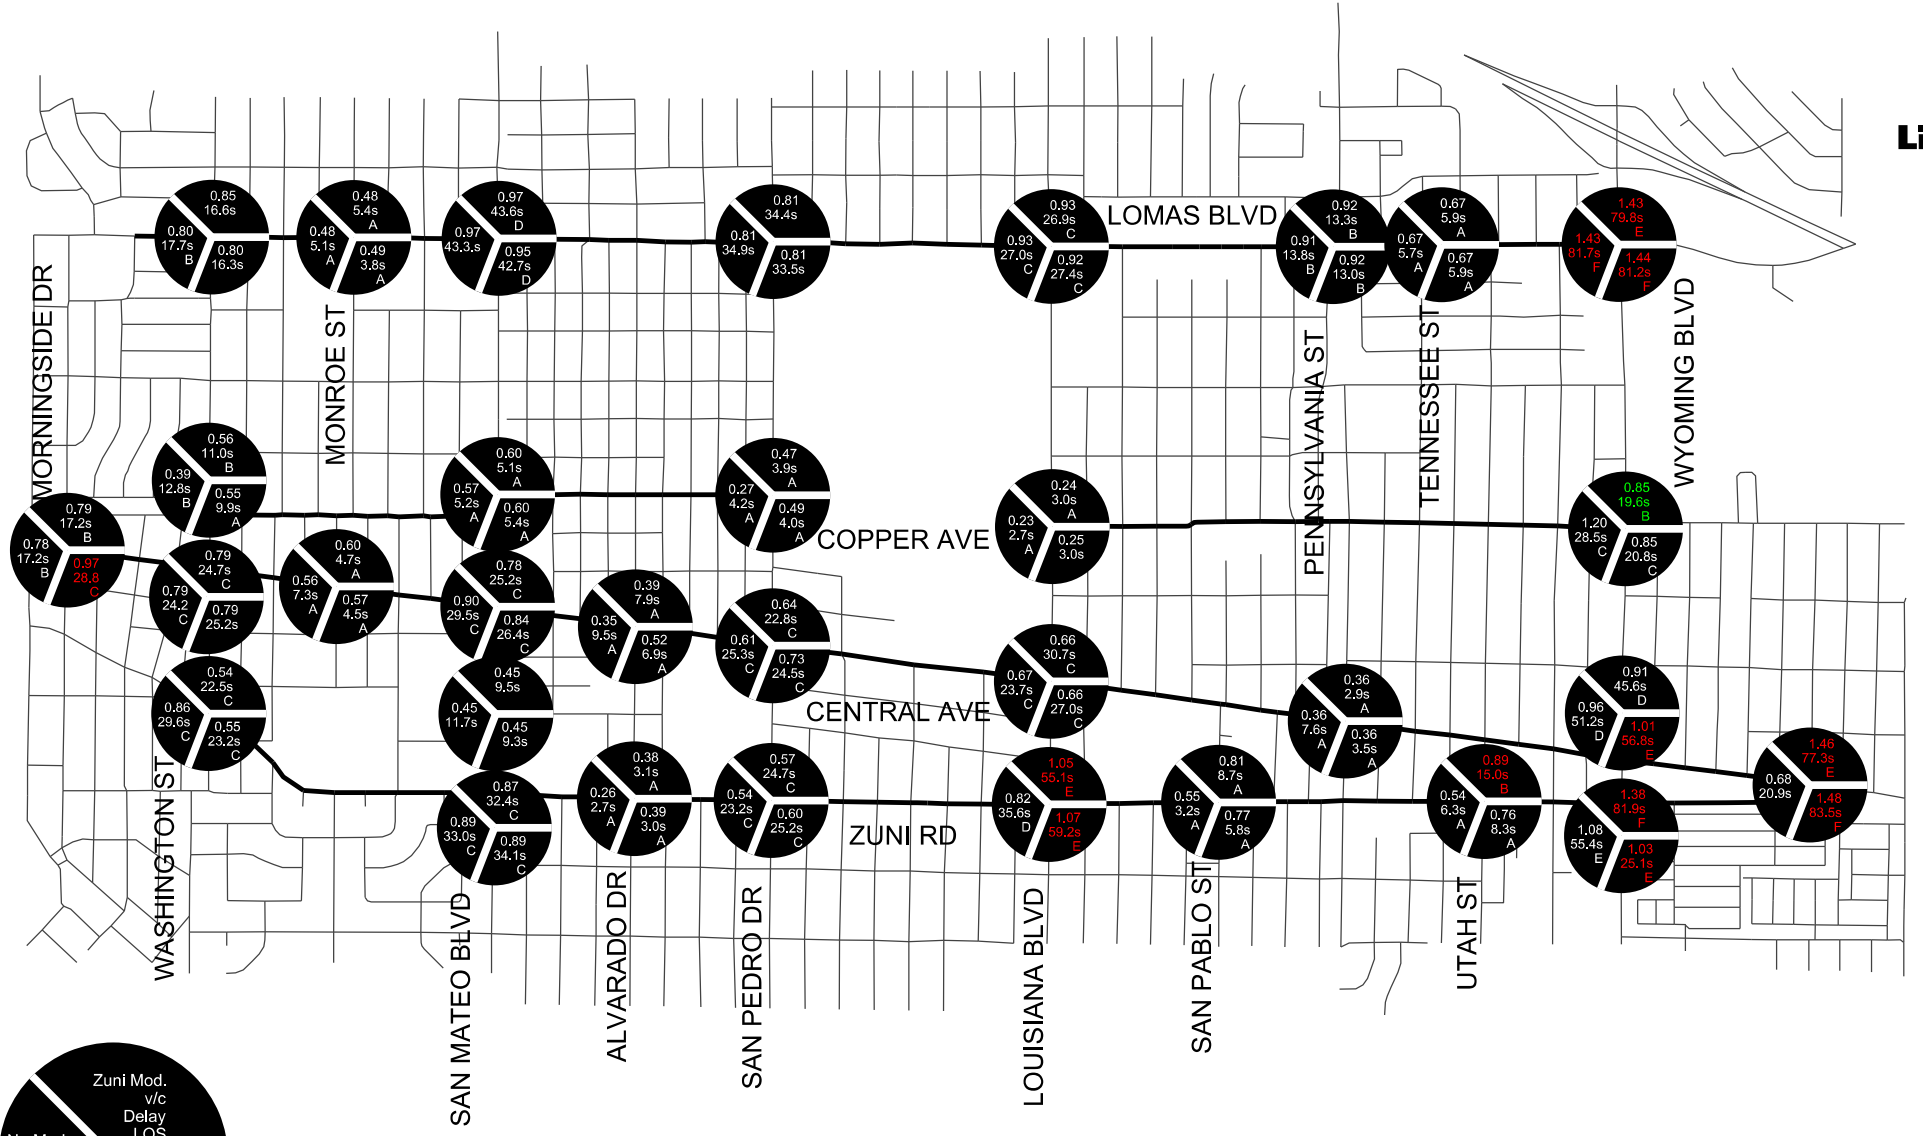 Li
0.85
16.6s
0.80
17.7s
B
0.80
16.3s
0.48
5.4s
A
0.48
5.1s
A
0.49
3.8s
A
0.97
43.6s
D
0.97
43.3.s
0.95
42.7s
D
0.81
34.4s
0.81
34.9s
0.81
33.5s
0.93
26.9s
C
0.93
27.0s
C
0.92
27.4s
C
LOMAS BLVD
0.92
13.3s
B
0.91
13.8s
B
0.92
13.0s
B
0.67
5.9s
A
0.67
5.7s
A
0.67
5.9s
A
1.43
79.8s
E
1.43
81.7s
F
1.44
81.2s
F
MORNINGSIDE DR
MONROE ST
PENNSYLVANIA ST
TENNESSEE ST
WYOMING BLVD
0.56
11.0s
B
0.39
12.8s
B
0.55
9.9s
A
0.60
5.1s
A
0.57
5.2s
A
0.60
5.4s
A
0.47
3.9s
A
0.27
4.2s
A
0.49
4.0s
A
COPPER AVE
0.24
3.0s
A
0.23
2.7s
A
0.25
3.0s
0.85
19.6s
B
1.20
28.5s
C
0.85
20.8s
C
0.79
17.2s
B
0.78
17.2s
B
0.97
28.8
C
0.79
24.7s
C
0.79
24.2
C
0.79
25.2s
0.60
4.7s
A
0.56
7.3s
A
0.57
4.5s
A
0.78
25.2s
C
0.90
29.5s
C
0.84
26.4s
C
0.39
7.9s
A
0.35
9.5s
A
0.52
6.9s
A
0.64
22.8s
C
0.61
25.3s
C
0.73
24.5s
C
CENTRAL AVE
0.66
30.7s
C
0.67
23.7s
C
0.66
27.0s
C
0.36
2.9s
A
0.36
7.6s
A
0.36
3.5s
A
0.91
45.6s
D
0.96
51.2s
D
1.01
56.8s
E
1.46
77.3s
E
0.68
20.9s
1.48
83.5s
F
0.54
22.5s
C
0.86
29.6s
C
0.55
23.2s
C
0.45
9.5s
0.45
11.7s
0.45
9.3s
0.87
32.4s
C
0.89
33.0s
C
0.89
34.1s
C
0.38
3.1s
A
0.26
2.7s
A
0.39
3.0s
A
0.57
24.7s
C
0.54
23.2s
C
0.60
25.2s
C
ZUNI RD
1.05
55.1s
E
0.82
35.6s
D
1.07
59.2s
E
0.81
8.7s
A
0.55
3.2s
A
0.77
5.8s
A
0.89
15.0s
B
0.54
6.3s
A
0.76
8.3s
A
1.38
81.9s
F
1.08
55.4s
E
1.03
25.1s
E
WASHINGTON ST
SAN MATEO BLVD
ALVARADO DR
SAN PEDRO DR
LOUISIANA BLVD
SAN PABLO ST
UTAH ST
Zuni Mod.
v/c
Delay
LOS